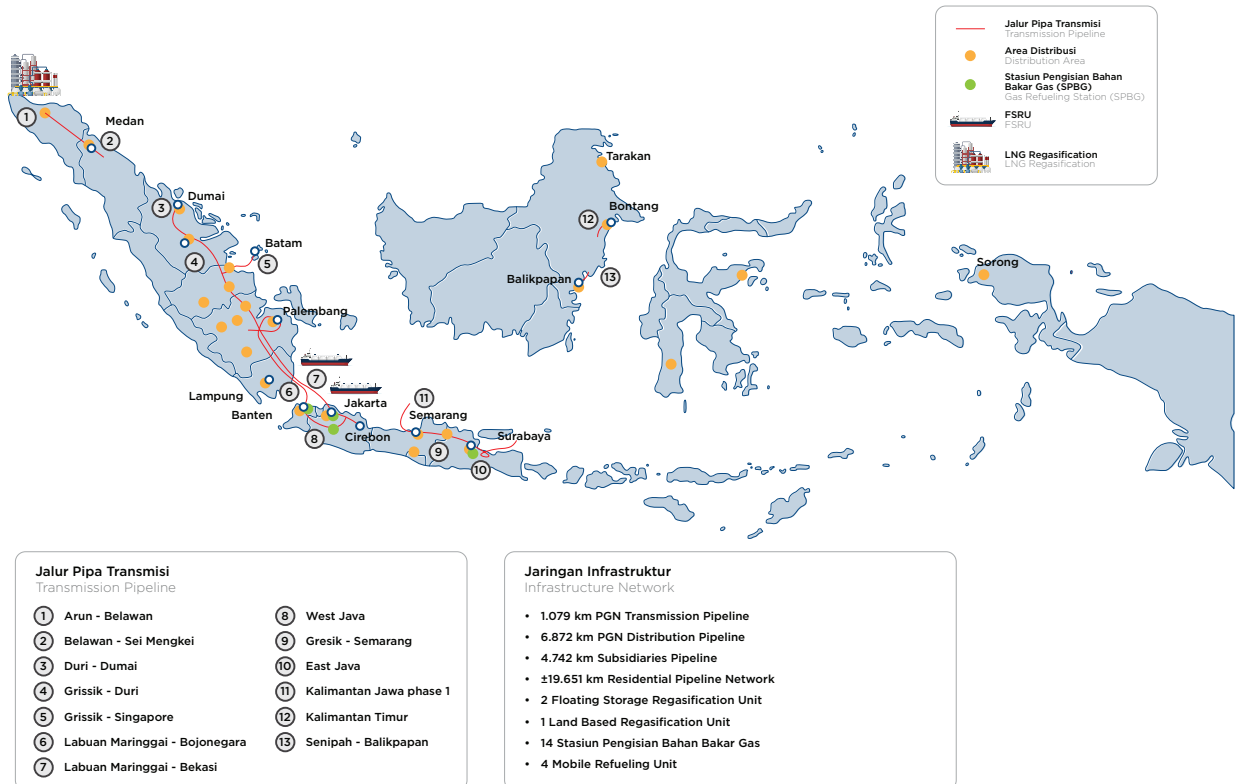 Jalur Pipa Transmisi
Transmission Pipeline
Area Distribusi
Distribution Area
Stasiun Pengisian Bahan
Bakar Gas (SPBG)
Gas Refueling Station (SPBG)
FSRU
FSRU
LNG Regasification
LNG Regasification
1
Medan
2
Tarakan
Dumai
3
Bontang
12
Batam
4
5
Sorong
Balikpapan
13
Palembang
7
6
Lampung
Banten
Jakarta
11
Semarang
8
Cirebon
Surabaya
9
10
Jalur Pipa Transmisi
Transmission Pipeline
1 Arun - Belawan
2 Belawan - Sei Mengkei
3 Duri - Dumai
4 Grissik - Duri
5 Grissik - Singapore
6 Labuan Maringgai - Bojonegara
7 Labuan Maringgai - Bekasi
8 West Java
9 Gresik - Semarang
10 East Java
11 Kalimantan Jawa phase 1
12 Kalimantan Timur
13 Senipah - Balikpapan
Jaringan Infrastruktur
Infrastructure Network
• 1.079 km PGN Transmission Pipeline
• 6.872 km PGN Distribution Pipeline
• 4.742 km Subsidiaries Pipeline
• ±19.651 km Residential Pipeline Network
• 2 Floating Storage Regasification Unit
• 1 Land Based Regasification Unit
• 14 Stasiun Pengisian Bahan Bakar Gas
• 4 Mobile Refueling Unit